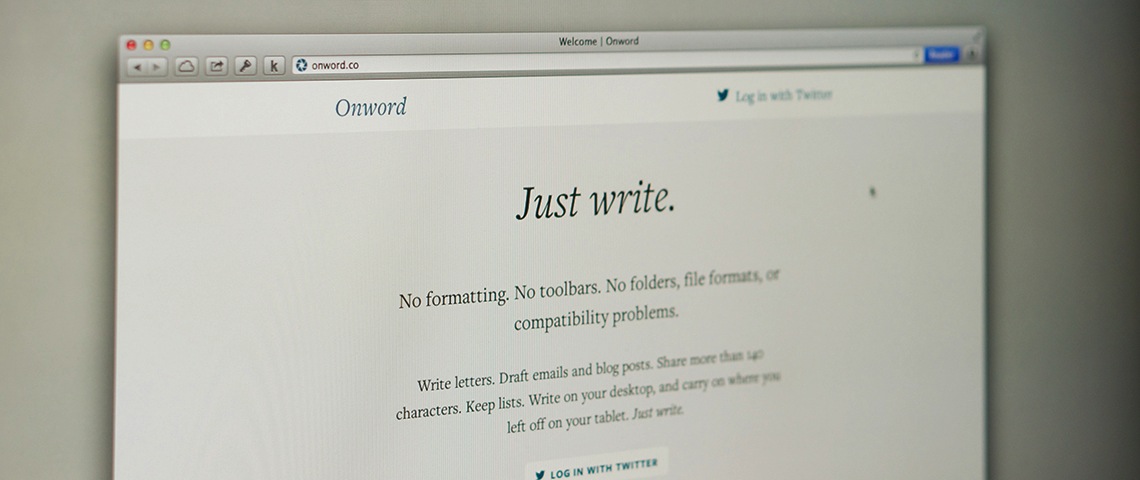 Welcome | Onword
k
onword.co
Reader
Onword
Log in with Twitter
Just write.
No formatting. No toolbars. No folders, file formats, or
compatibility problems.
Write letters. Draft emails and blog posts. Share more than 140
characters. Keep lists. Write on your desktop, and carry on where you
left off on your tablet. Just write.
LOG IN WITH TWITTER